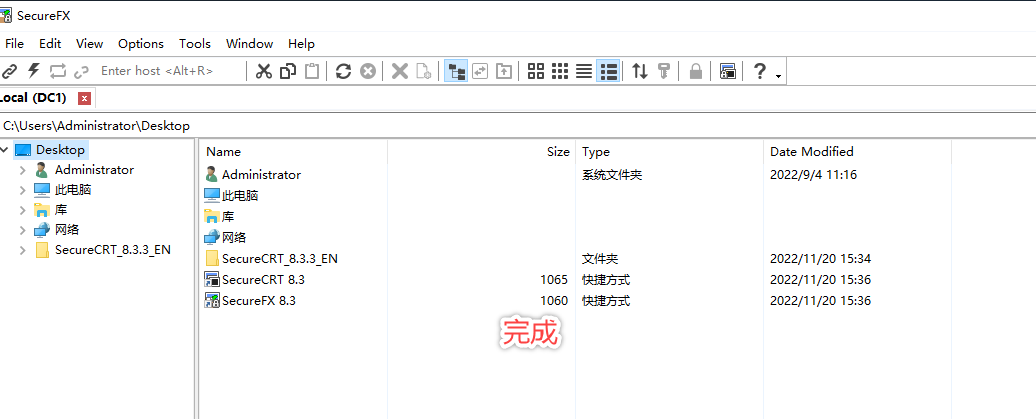 SecureFX
File Edit View Options Tools Window Help
Enter host <Alt+R>
Local (DC1)
C:\Users\Administrator\Desktop
Desktop
Administrator
此电脑
库
网络
SecureCRT_8.3.3_EN
Name Size Type Date Modified
Administrator 系统文件夹 2022/9/4 11:16
此电脑
库
网络
SecureCRT_8.3.3_EN 文件夹 2022/11/20 15:34
SecureCRT 8.3 1065 快捷方式 2022/11/20 15:36
SecureFX 8.3 1060 快捷方式 2022/11/20 15:36
完成